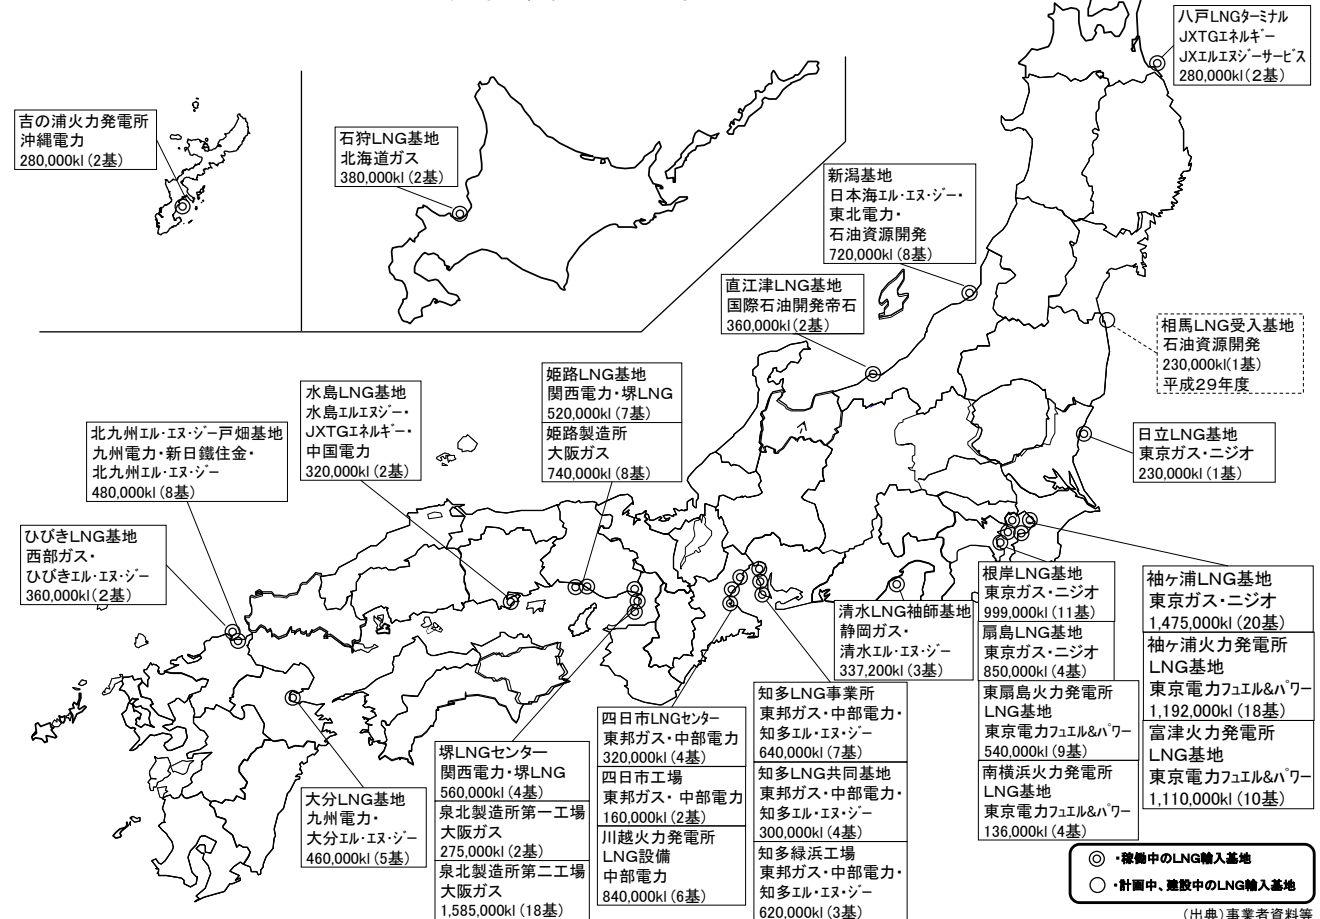 八戸LNGﾀｰﾐﾅﾙ
JXTGエネルギー
JXエルエヌジーサービス
280,000kl(2基)
吉の浦火力発電所
沖縄電力
280,000kl(2基)
石狩LNG基地
北海道ガス
380,000kl(2基)
新潟基地
日本海エル・エヌ・ジー・
東北電力・
石油資源開発
720,000kl(8基)
直江津LNG基地
国際石油開発帝石
360,000kl(2基)
相馬LNG受入基地
石油資源開発
230,000kl(1基)
平成29年度
日立LNG基地
東京ガス・ニジオ
230,000kl(1基)
姫路LNG基地
関西電力・堺LNG
520,000kl(7基)
姫路製造所
大阪ガス
740,000kl(8基)
水島LNG基地
水島エルエヌジー・
JXTGエネルギー・
中国電力
320,000kl(2基)
北九州エル・エヌ・ジー戸畑基地
九州電力・新日鐵住金・
北九州エル・エヌ・ジー
480,000kl(8基)
ひびきLNG基地
西部ガス・
ひびきエル・エヌ・ジー
360,000kl(2基)
大分LNG基地
九州電力・
大分エル・エヌ・ジー
460,000kl(5基)
堺LNGセンター
関西電力・堺LNG
560,000kl(4基)
泉北製造所第一工場
大阪ガス
275,000kl(2基)
泉北製造所第二工場
大阪ガス
1,585,000kl(18基)
四日市LNGｾﾝﾀｰ
東邦ガス・中部電力
320,000kl(4基)
四日市工場
東邦ガス・ 中部電力
160,000kl(2基)
川越火力発電所
LNG設備
中部電力
840,000kl(6基)
知多LNG事業所
東邦ガス・中部電力・
知多エル・エヌ・ジー
640,000kl(7基)
知多LNG共同基地
東邦ガス・中部電力・
知多エル・エヌ・ジー
300,000kl(4基)
知多緑浜工場
東邦ガス・中部電力・
知多エル・エヌ・ジー
620,000kl(3基)
清水LNG袖師基地
静岡ガス・
清水エル・エヌ・ジー
337,200kl(3基)
根岸LNG基地
東京ガス・ニジオ
999,000kl(11基)
扇島LNG基地
東京ガス・ニジオ
850,000kl(4基)
東扇島火力発電所
LNG基地
東京電力ﾌｭｴﾙ&ﾊﾟﾜｰ
540,000kl(9基)
南横浜火力発電所
LNG基地
東京電力ﾌｭｴﾙ&ﾊﾟﾜｰ
136,000kl(4基)
袖ヶ浦LNG基地
東京ガス・ニジオ
1,475,000kl(20基)
袖ヶ浦火力発電所
LNG基地
東京電力ﾌｭｴﾙ&ﾊﾟﾜｰ
1,192,000kl(18基)
富津火力発電所
LNG基地
東京電力ﾌｭｴﾙ&ﾊﾟﾜｰ
1,110,000kl(10基)
◎ ・稼働中のLNG輸入基地
○ ・計画中、建設中のLNG輸入基地
(出典)事業者資料等